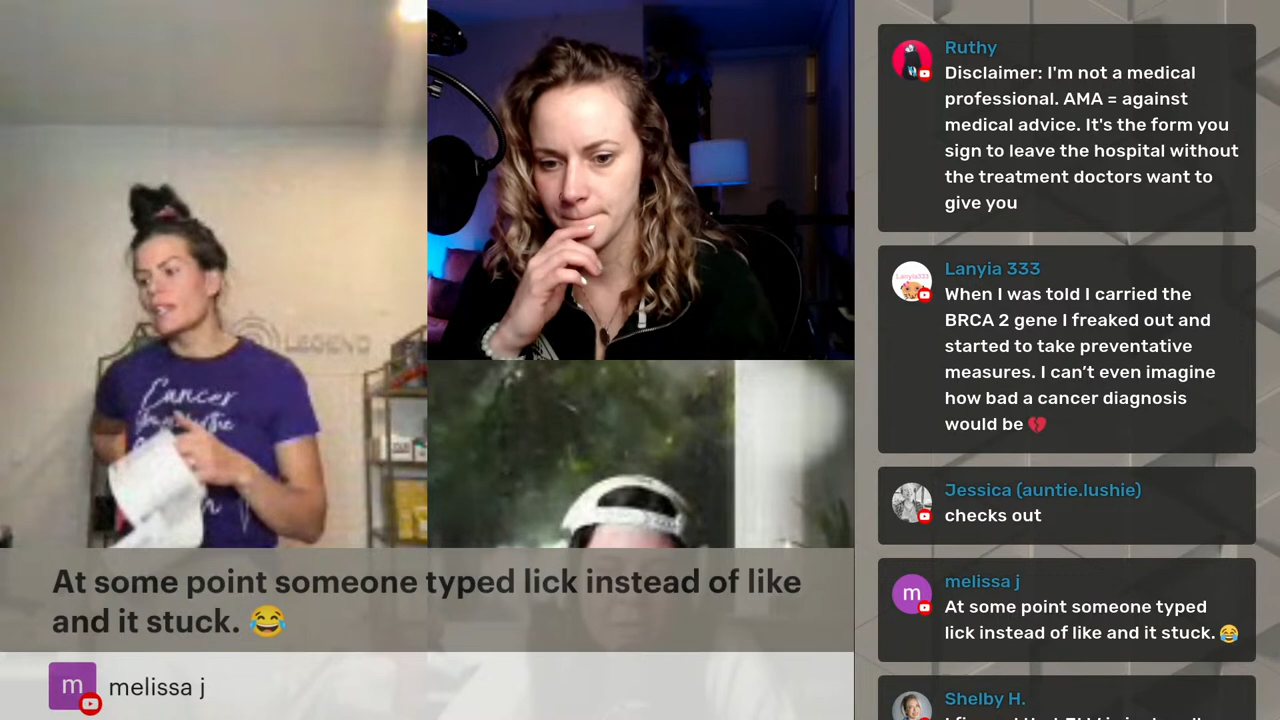 Cancer
LEGEND
At some point someone typed lick instead of like
and it stuck. 😂
m
melissa j
Ruthy
Disclaimer: I'm not a medical
professional. AMA = against
medical advice. It's the form you
sign to leave the hospital without
the treatment doctors want to
give you
Lanyia333
Lanyia 333
When I was told I carried the
BRCA 2 gene I freaked out and
started to take preventative
measures. I can’t even imagine
how bad a cancer diagnosis
would be 💔
Jessica (auntie.lushie)
checks out
m
melissa j
At some point someone typed
lick instead of like and it stuck. 😂
Shelby H.